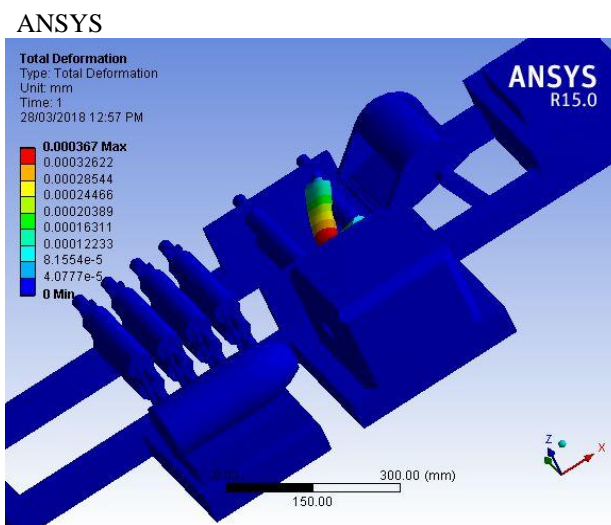 ANSYS
Total Deformation
Type: Total Deformation
Unit: mm
Time: 1
28/03/2018 12:57 PM
ANSYS
R15.0
0.000367 Max
0.00032622
0.00028544
0.00024466
0.00020389
0.00016311
0.00012233
8.1554e-5
4.0777e-5
0 Min
0.00
300.00 (mm)
150.00
Z
X